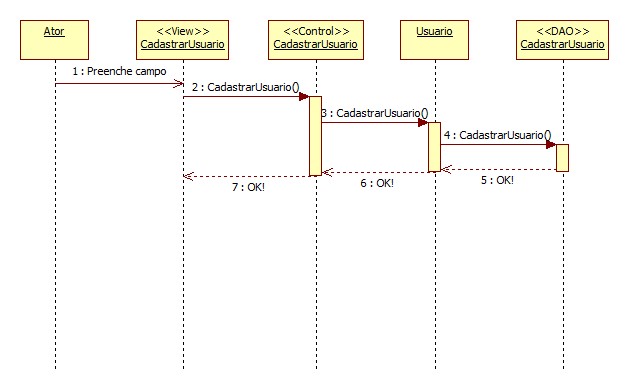 Ator
<<View>>
CadastrarUsuario
<<Control>>
CadastrarUsuario
Usuario
<<DAO>>
CadastrarUsuario
1 : Preenche campo
2 : CadastrarUsuario()
3 : CadastrarUsuario()
4 : CadastrarUsuario()
5 : OK!
6 : OK!
7 : OK!